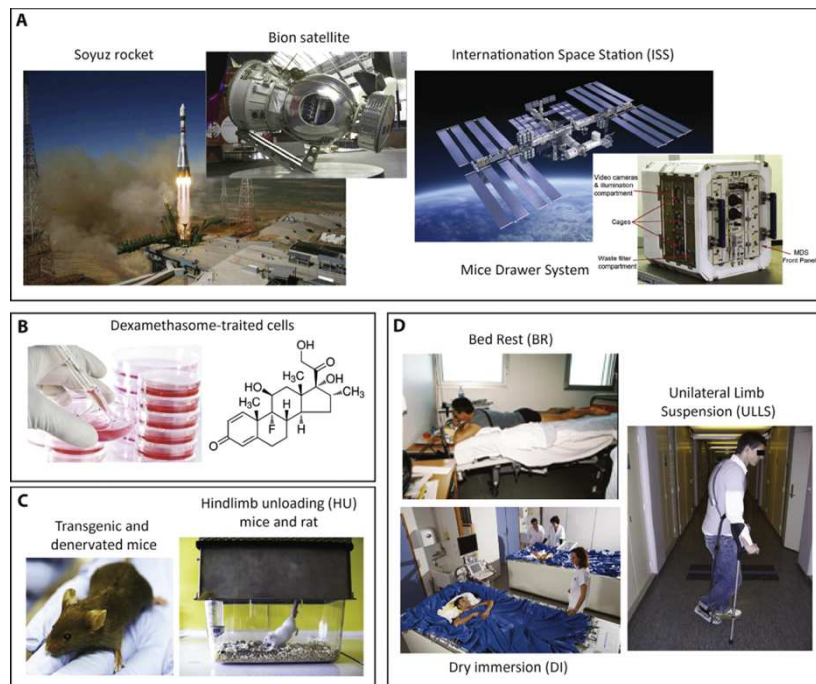 A
Soyuz rocket
Bion satellite
Internationation Space Station (ISS)
Video cameras
& illumination
compartment
Cages
Waste filter
compartment
MDS
Front Panel
Mice Drawer System
B
Dexamethasome-traited cells
OH
O
HO
H₃C
OH
CH₃
H₃C
H
F
H
O
C
Transgenic and
denervated mice
Hindlimb unloading (HU)
mice and rat
D
Bed Rest (BR)
Unilateral Limb
Suspension (ULLS)
Dry immersion (DI)